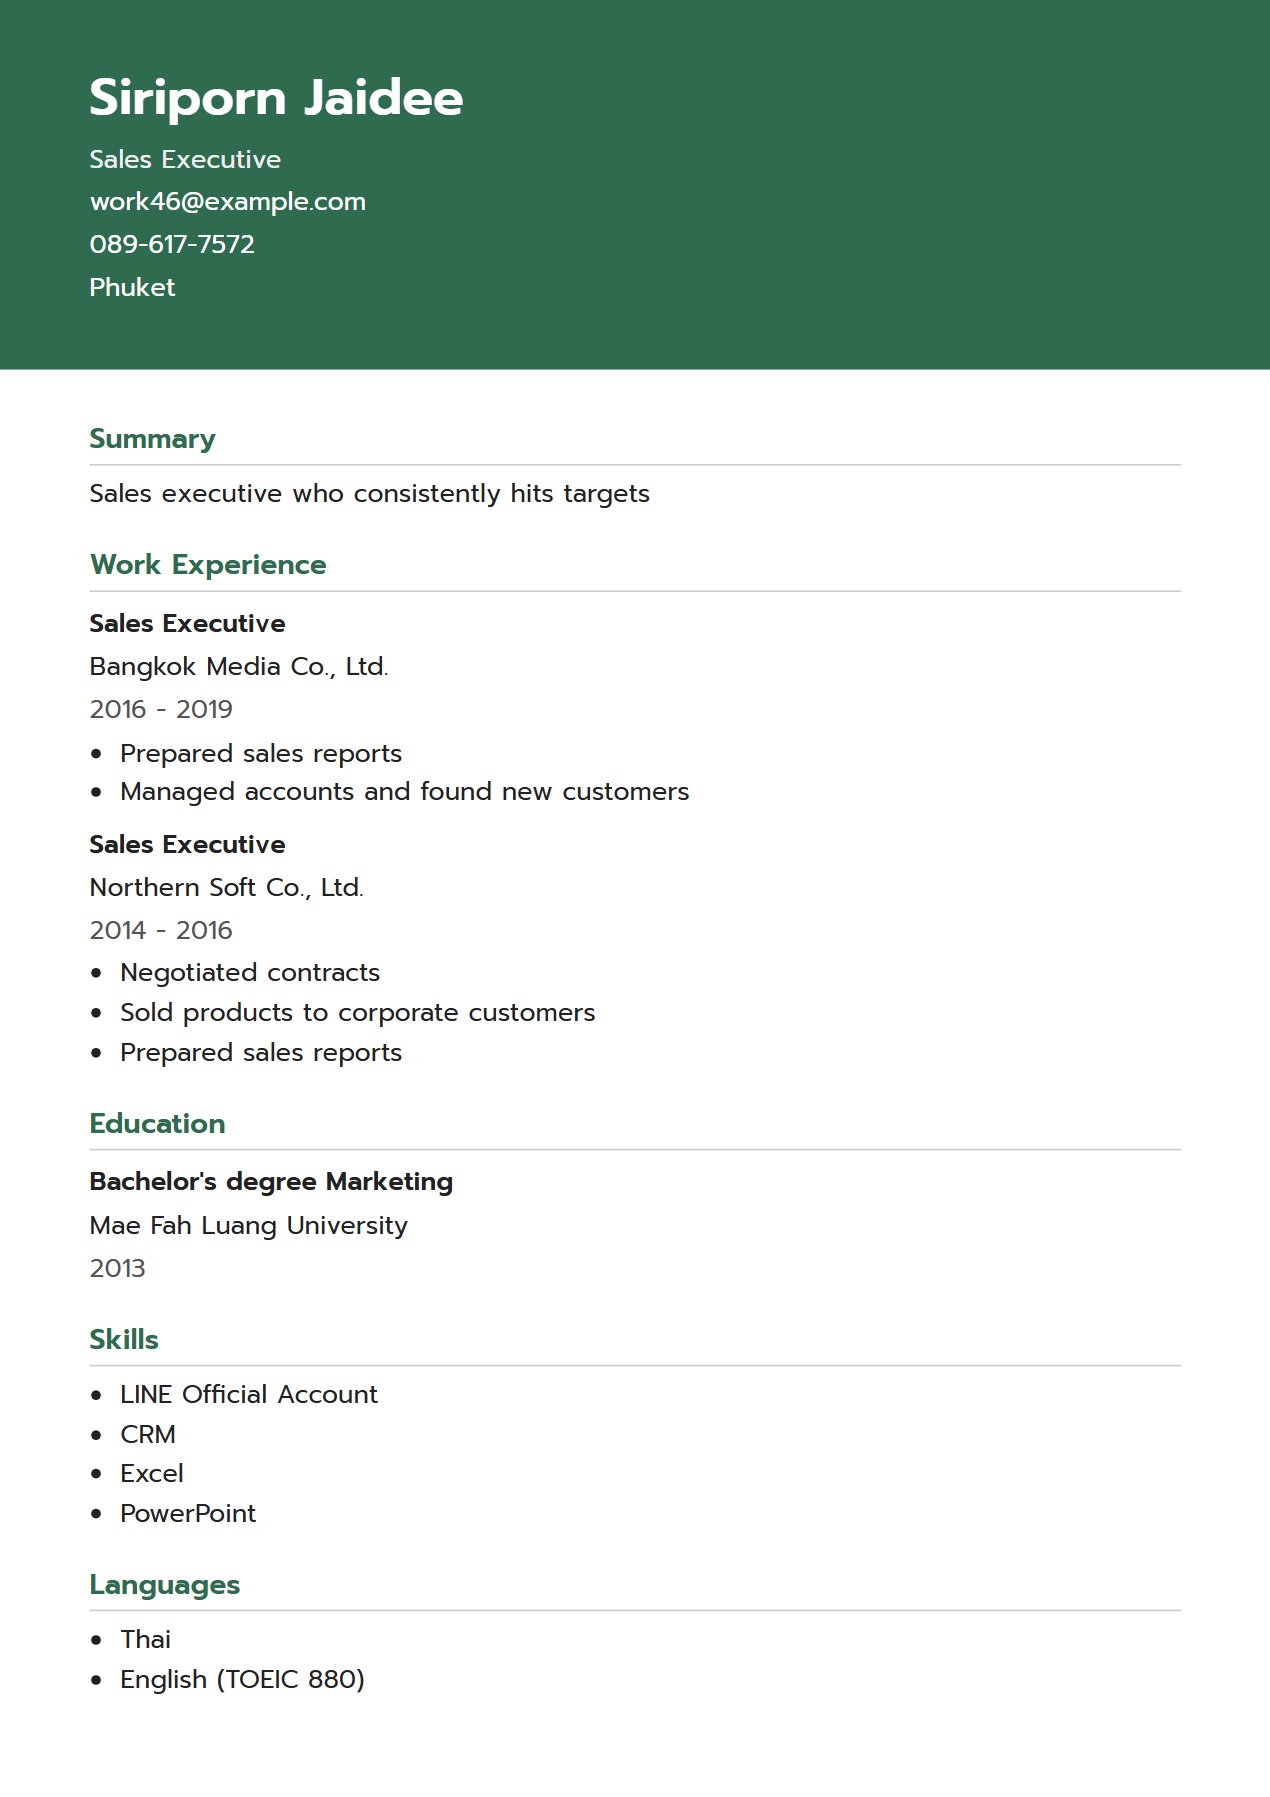 Siriporn Jaidee
Sales Executive
work46@example.com
089-617-7572
Phuket
Summary
Sales executive who consistently hits targets
Work Experience
Sales Executive
Bangkok Media Co., Ltd.
2016 - 2019
• Prepared sales reports
• Managed accounts and found new customers
Sales Executive
Northern Soft Co., Ltd.
2014 - 2016
• Negotiated contracts
• Sold products to corporate customers
• Prepared sales reports
Education
Bachelor's degree Marketing
Mae Fah Luang University
2013
Skills
• LINE Official Account
• CRM
• Excel
• PowerPoint
Languages
• Thai
• English (TOEIC 880)